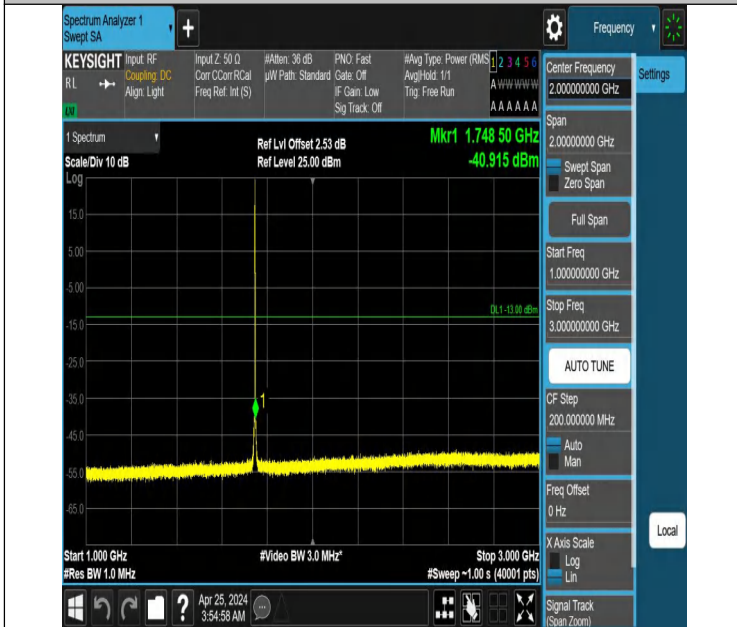 Spectrum Analyzer 1
Swept SA
+
Frequency
KEYSIGHT
RL
Input: RF
Coupling: DC
Align: Light
Input Z: 50 Ω
Corr CCorr RCal
Freq Ref: Int (S)
#Atten: 36 dB
µW Path: Standard
PNO: Fast
Gate: Off
IF Gain: Low
Sig Track: Off
#Avg Type: Power (RMS
Avg|Hold: 1/1
Trig: Free Run
1 2 3 4 5 6
A W W W W W
A A A A A A
1 Spectrum
Scale/Div 10 dB
Log
Ref Lvl Offset 2.53 dB
Ref Level 25.00 dBm
Mkr1 1.748 50 GHz
-40.915 dBm
15.0
5.00
-5.00
-15.0
-25.0
-35.0
-45.0
-55.0
-65.0
DL1 -13.00 dBm
1
Start 1.000 GHz
#Res BW 1.0 MHz
#Video BW 3.0 MHz*
Stop 3.000 GHz
#Sweep ~1.00 s (40001 pts)
?
Apr 25, 2024
3:54:58 AM
Center Frequency
2.00000000 GHz
Settings
Span
2.00000000 GHz
Swept Span
Zero Span
Full Span
Start Freq
1.000000000 GHz
Stop Freq
3.000000000 GHz
AUTO TUNE
CF Step
200.000000 MHz
Auto
Man
Freq Offset
0 Hz
X Axis Scale
Log
Lin
Local
Signal Track
(Span Zoom)